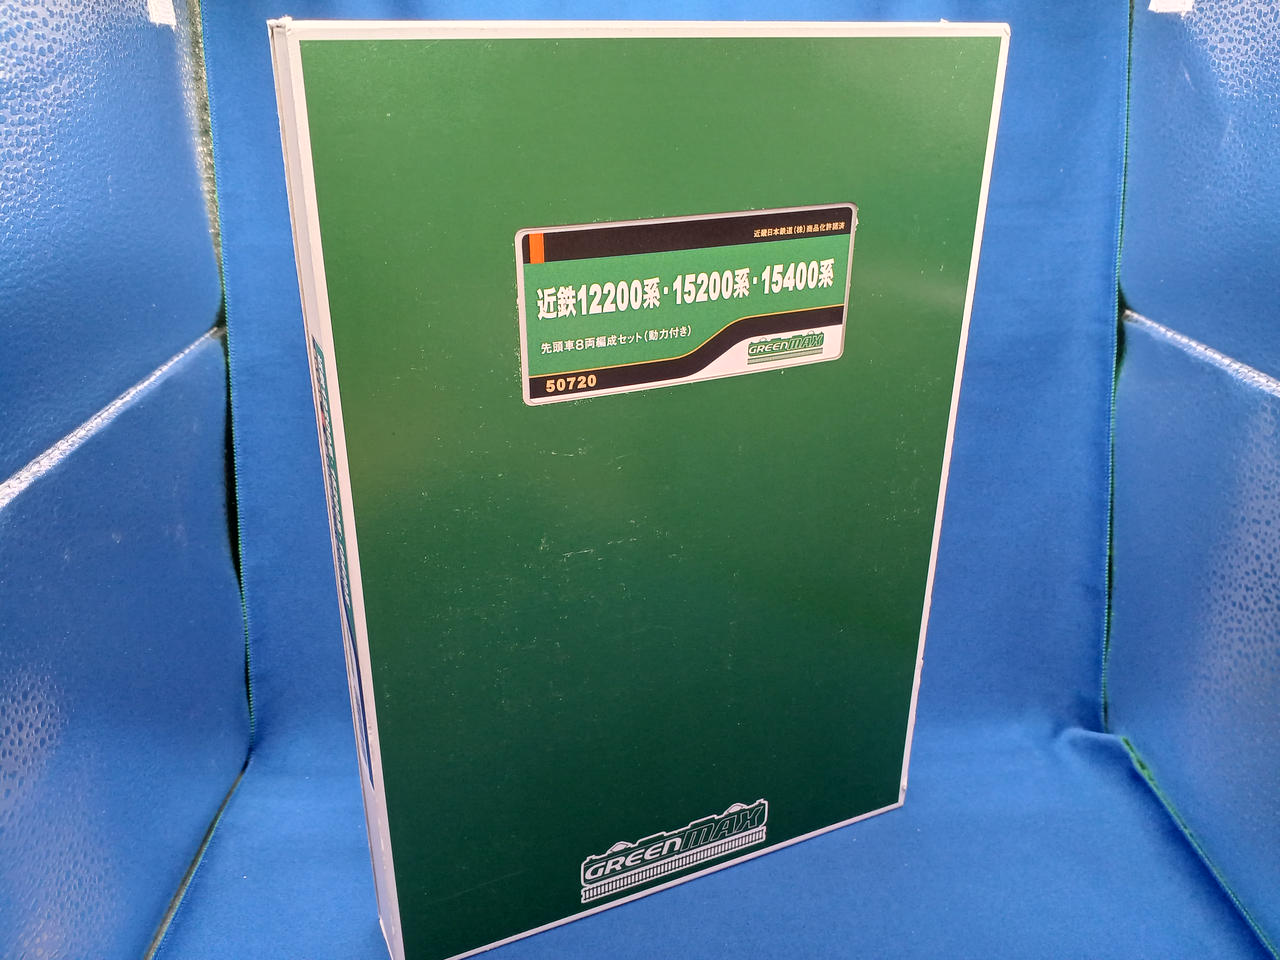 近畿日本鉄道(株)商品化許諾済
近鉄12200系・15200系・15400系
先頭車8両編成セット(動力付き)
GREENMAX
50720
GREENMAX